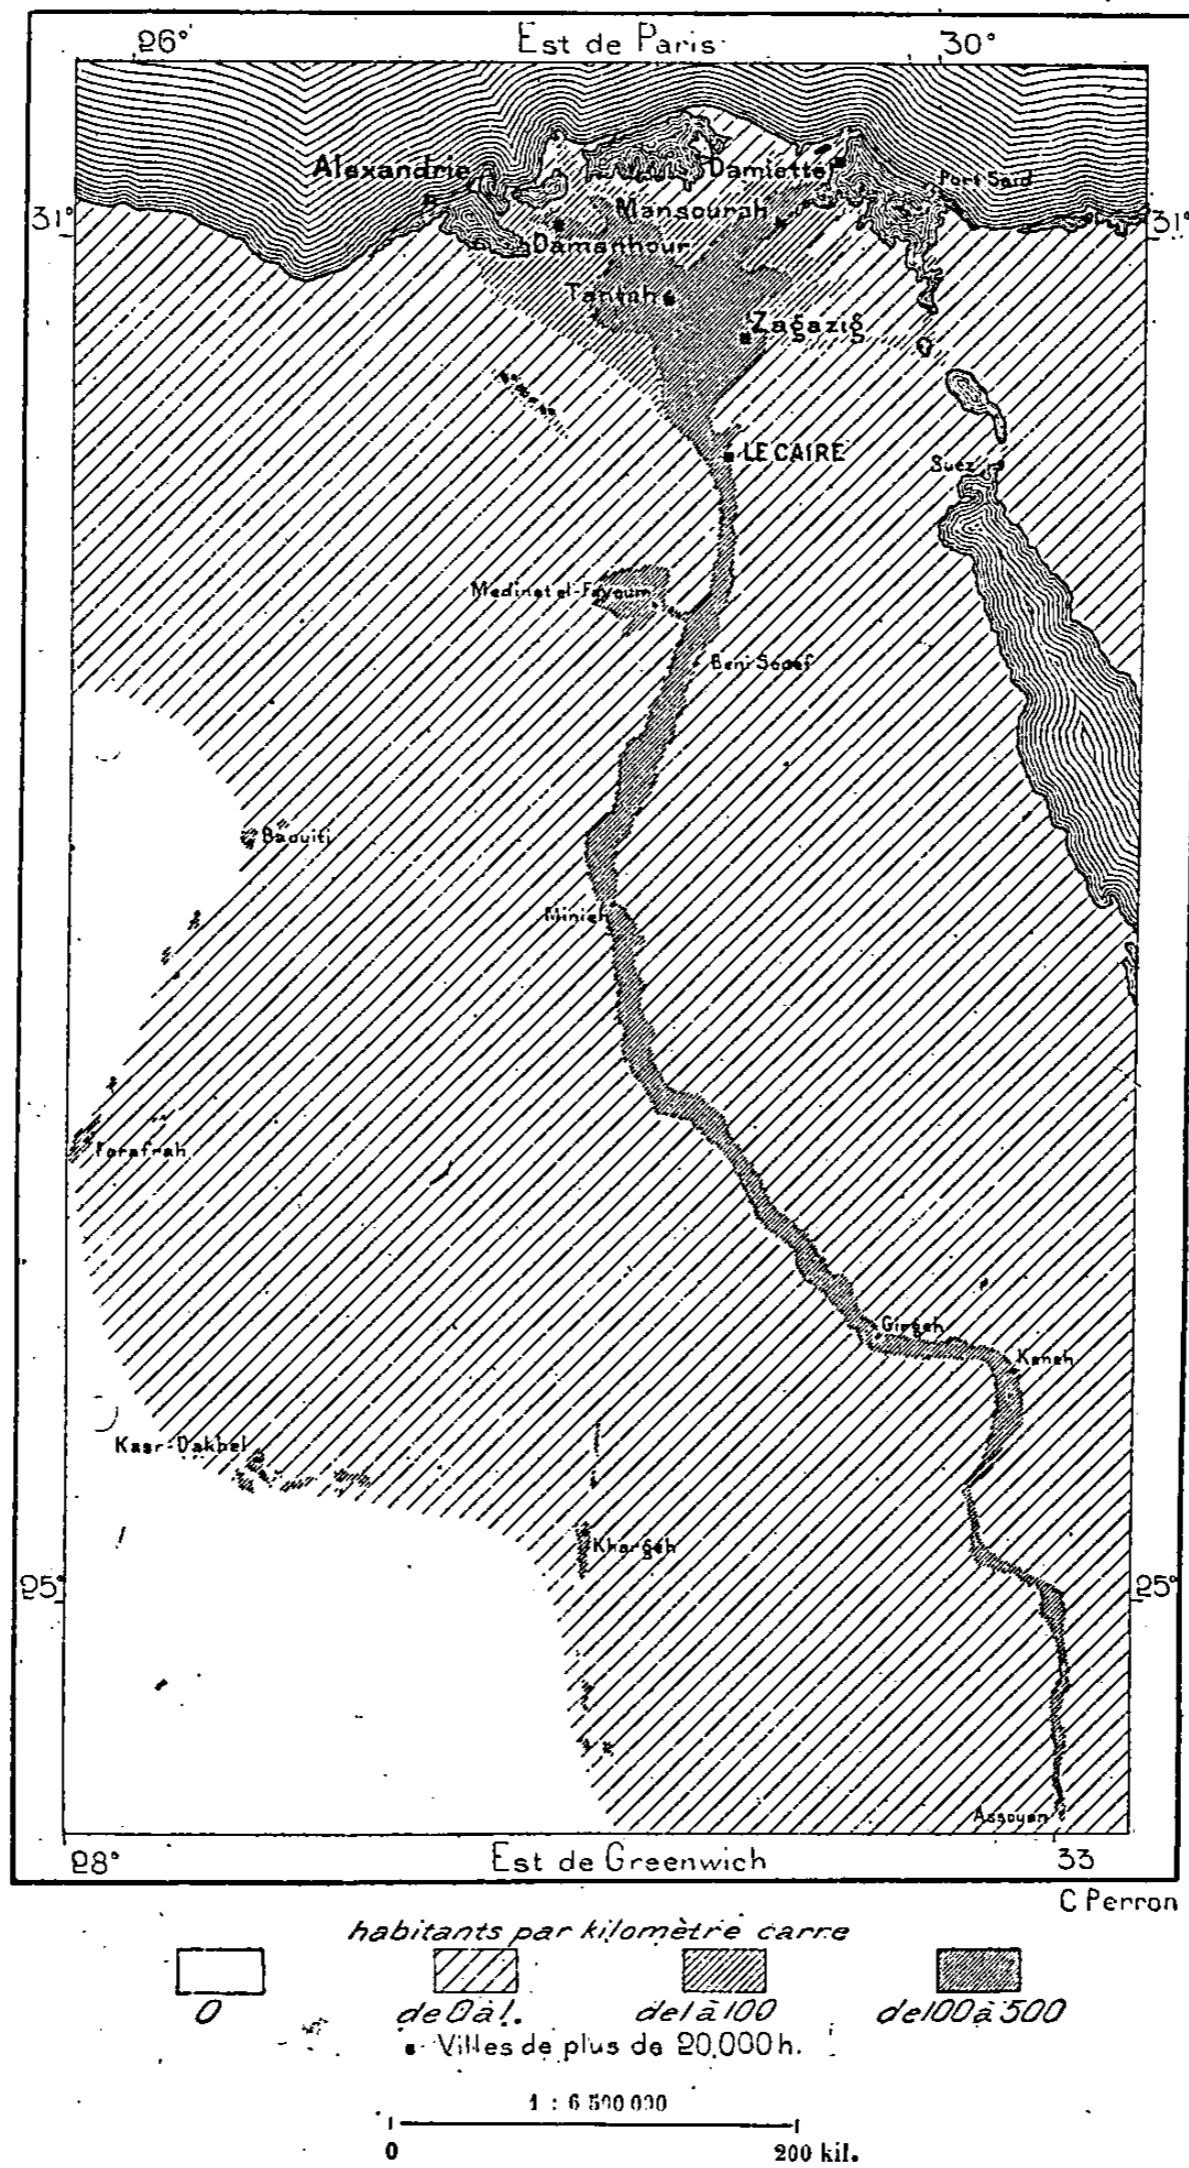 26° Est de Paris 30°
Alexandrie
Damiette
Port Said
31° Mansourah 31°
Damanhour
Tantah
Zagazig
LE CAIRE
Suez
Medinet el-Fayoum
Beni Souef
Baouiti
Minieh
Farafrah
Girgeh
Keneh
Kasr-Dakhel
Khargeh
25° 25°
Assouan
28° Est de Greenwich 33
C Perron
habitants par kilomètre carre
0 de 0 à 1. de 1 à 100 de 100 à 500
Villes de plus de 20,000 h.
1 : 6 500 000
0 200 kil.